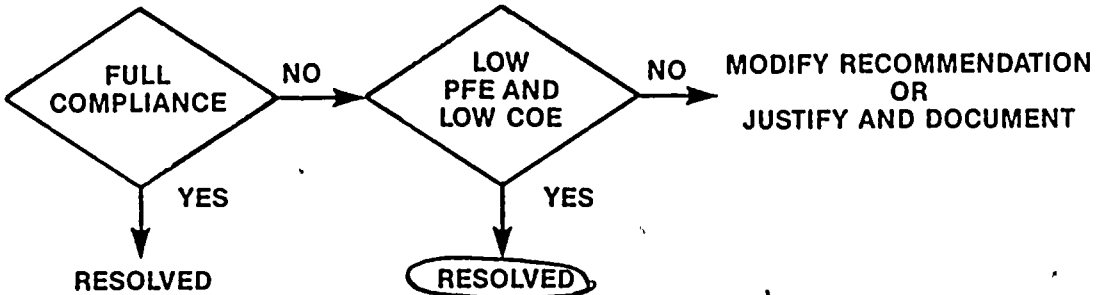 FULL
COMPLIANCE
NO
LOW
PFE AND
LOW COE
NO
MODIFY RECOMMENDATION
OR
JUSTIFY AND DOCUMENT
YES
YES
RESOLVED
RESOLVED